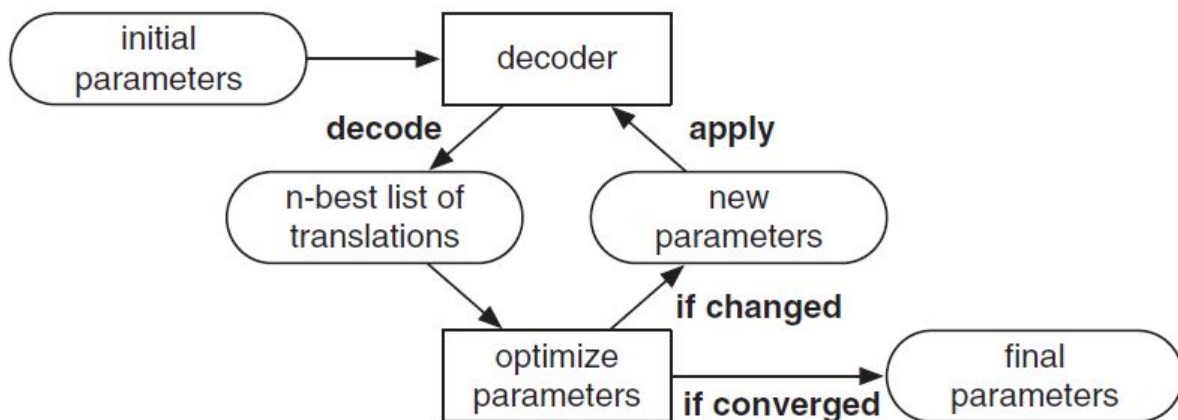 initial
parameters
decoder
decode
apply
n-best list of
translations
new
parameters
if changed
optimize
parameters
if converged
final
parameters